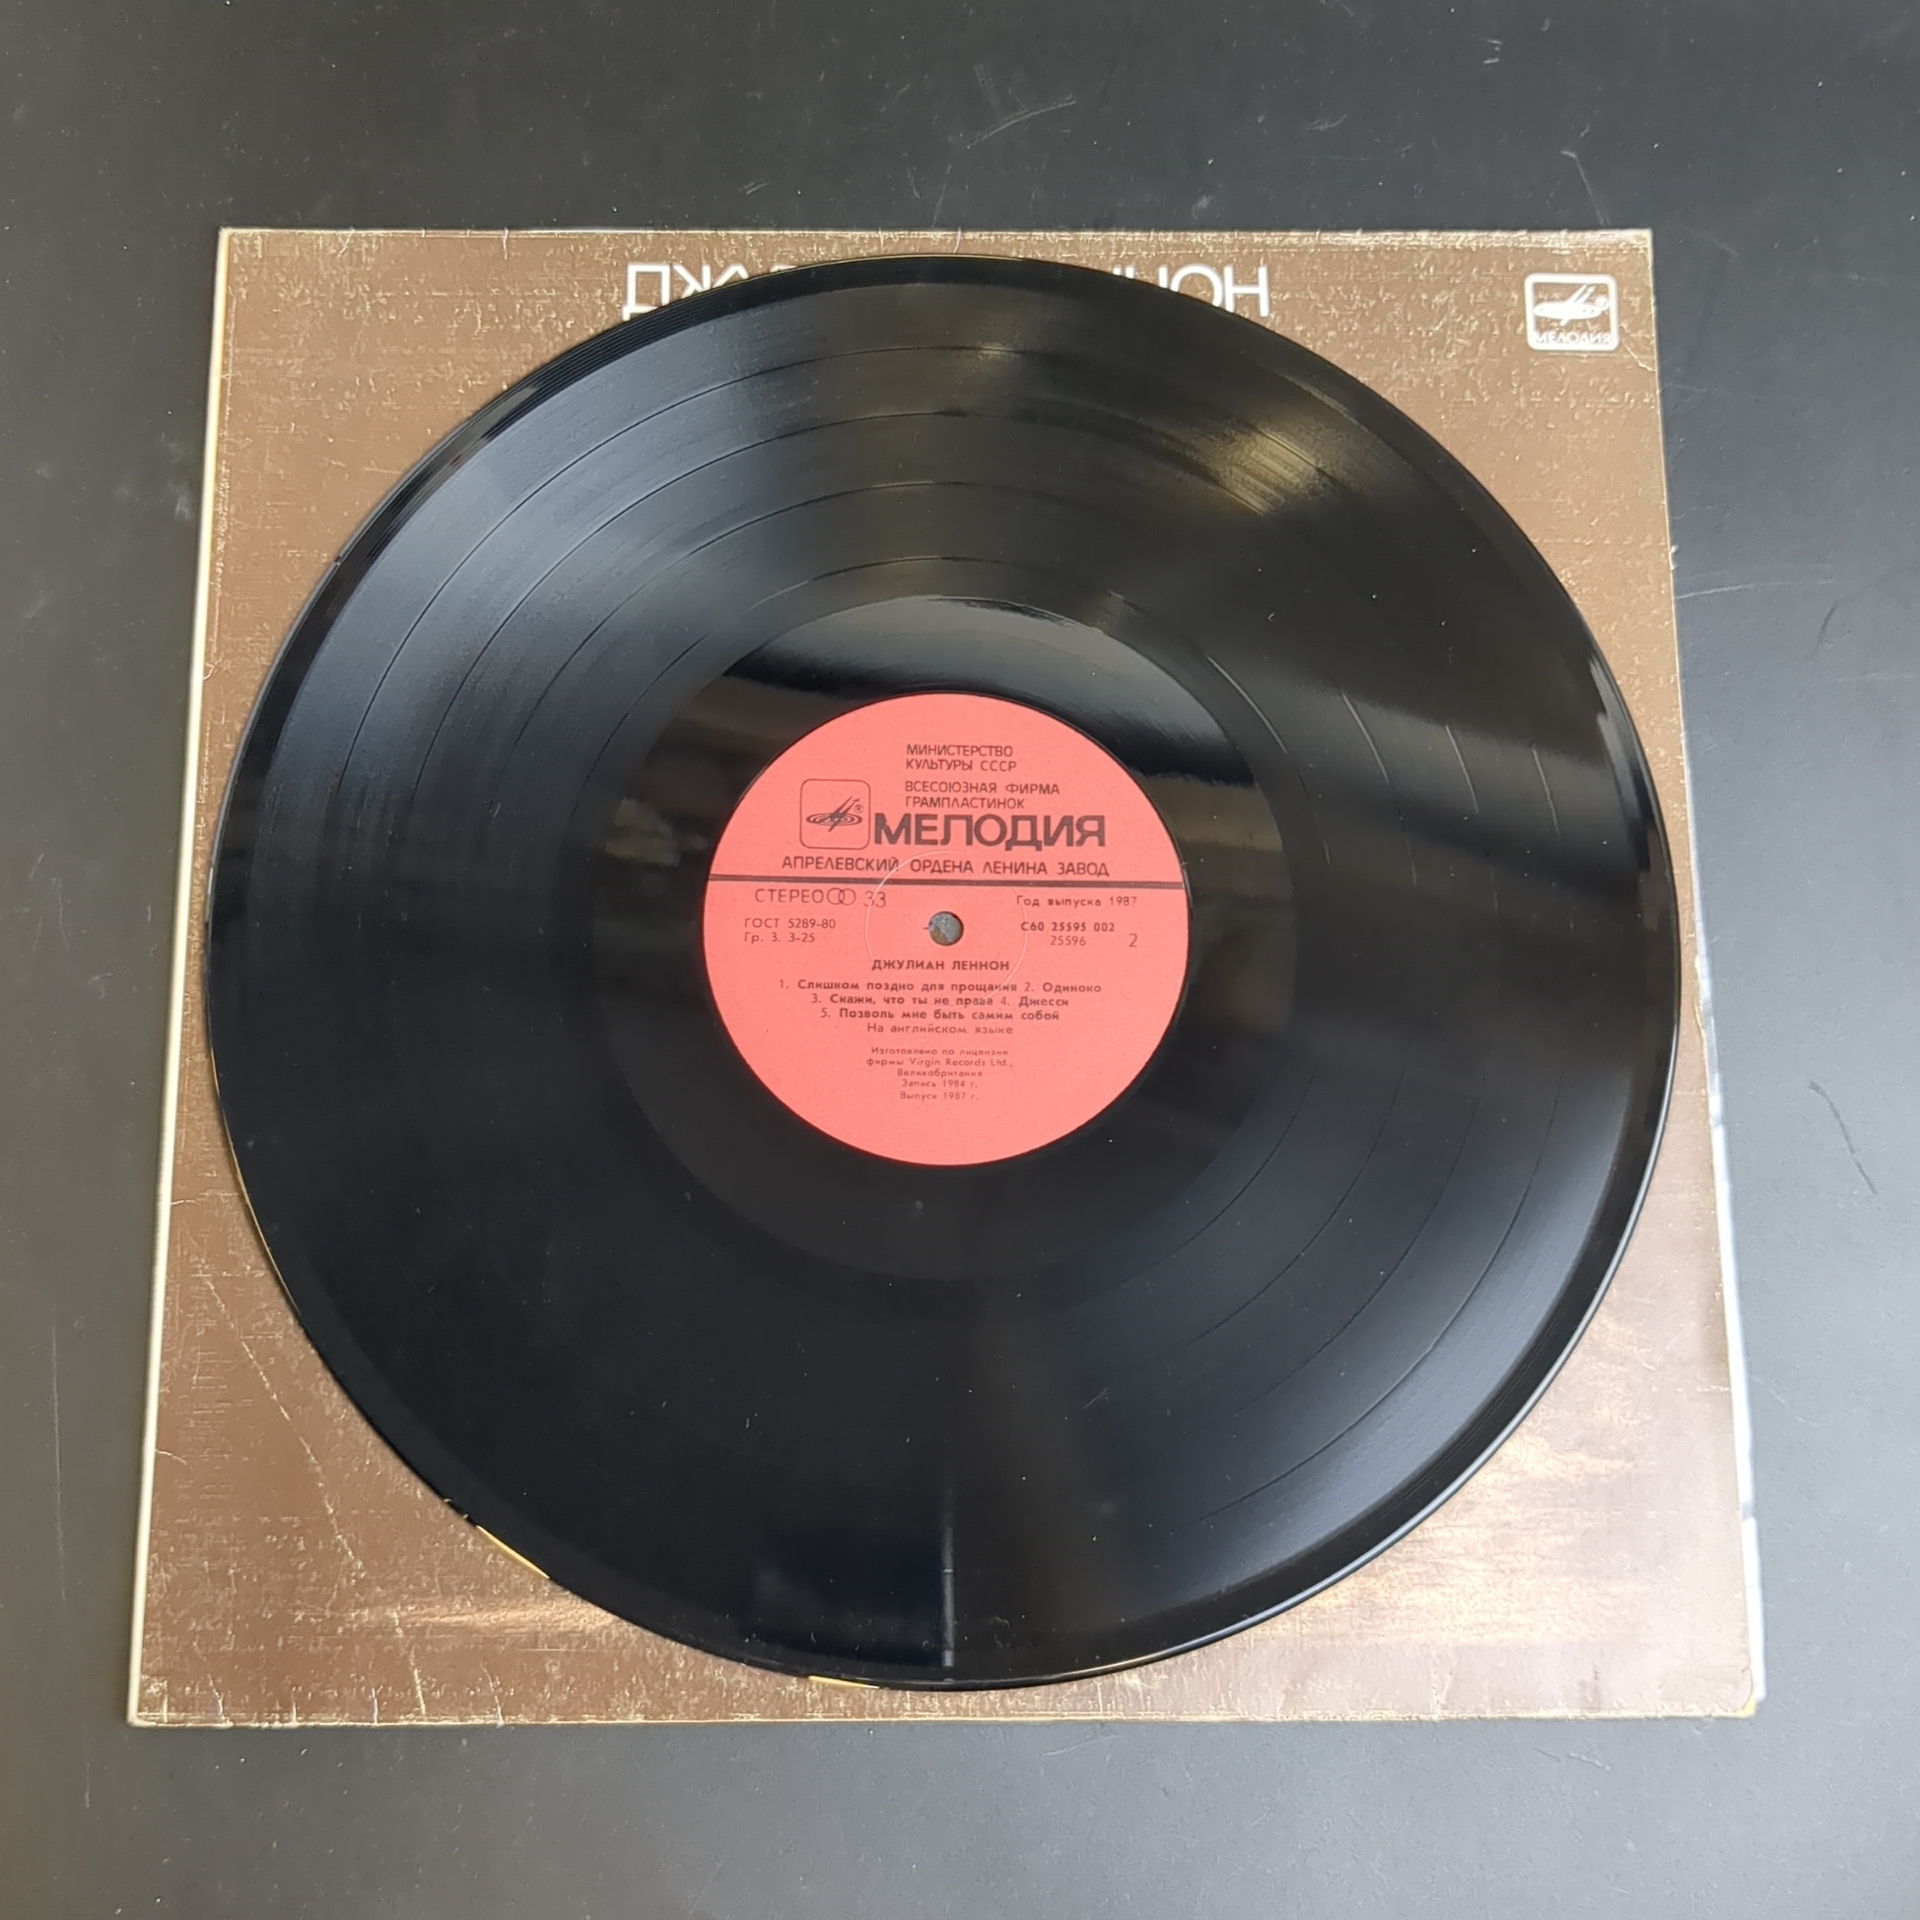 ДЖ
НОН
МЕЛОДИЯ
МИНИСТЕРСТВО
КУЛЬТУРЫ СССР
ВСЕСОЮЗНАЯ ФИРМА
ГРАМПЛАСТИНОК
®
МЕЛОДИЯ
АПРЕЛЕВСКИЙ ОРДЕНА ЛЕНИНА ЗАВОД
СТЕРЕО 33
Год выпуска 1987
ГОСТ 5289-80
Гр. 3. 3-25
С60 25595 002
25596 2
ДЖУЛИАН ЛЕННОН
1. Слишком поздно для прощания 2. Одиноко
3. Скажи, что ты не права 4. Джесси
5. Позволь мне быть самим собой
На английском языке
Изготовлено по лицензии
фирмы Virgin Records Ltd.,
Великобритания
Запись 1984 г.
Выпуск 1987 г.